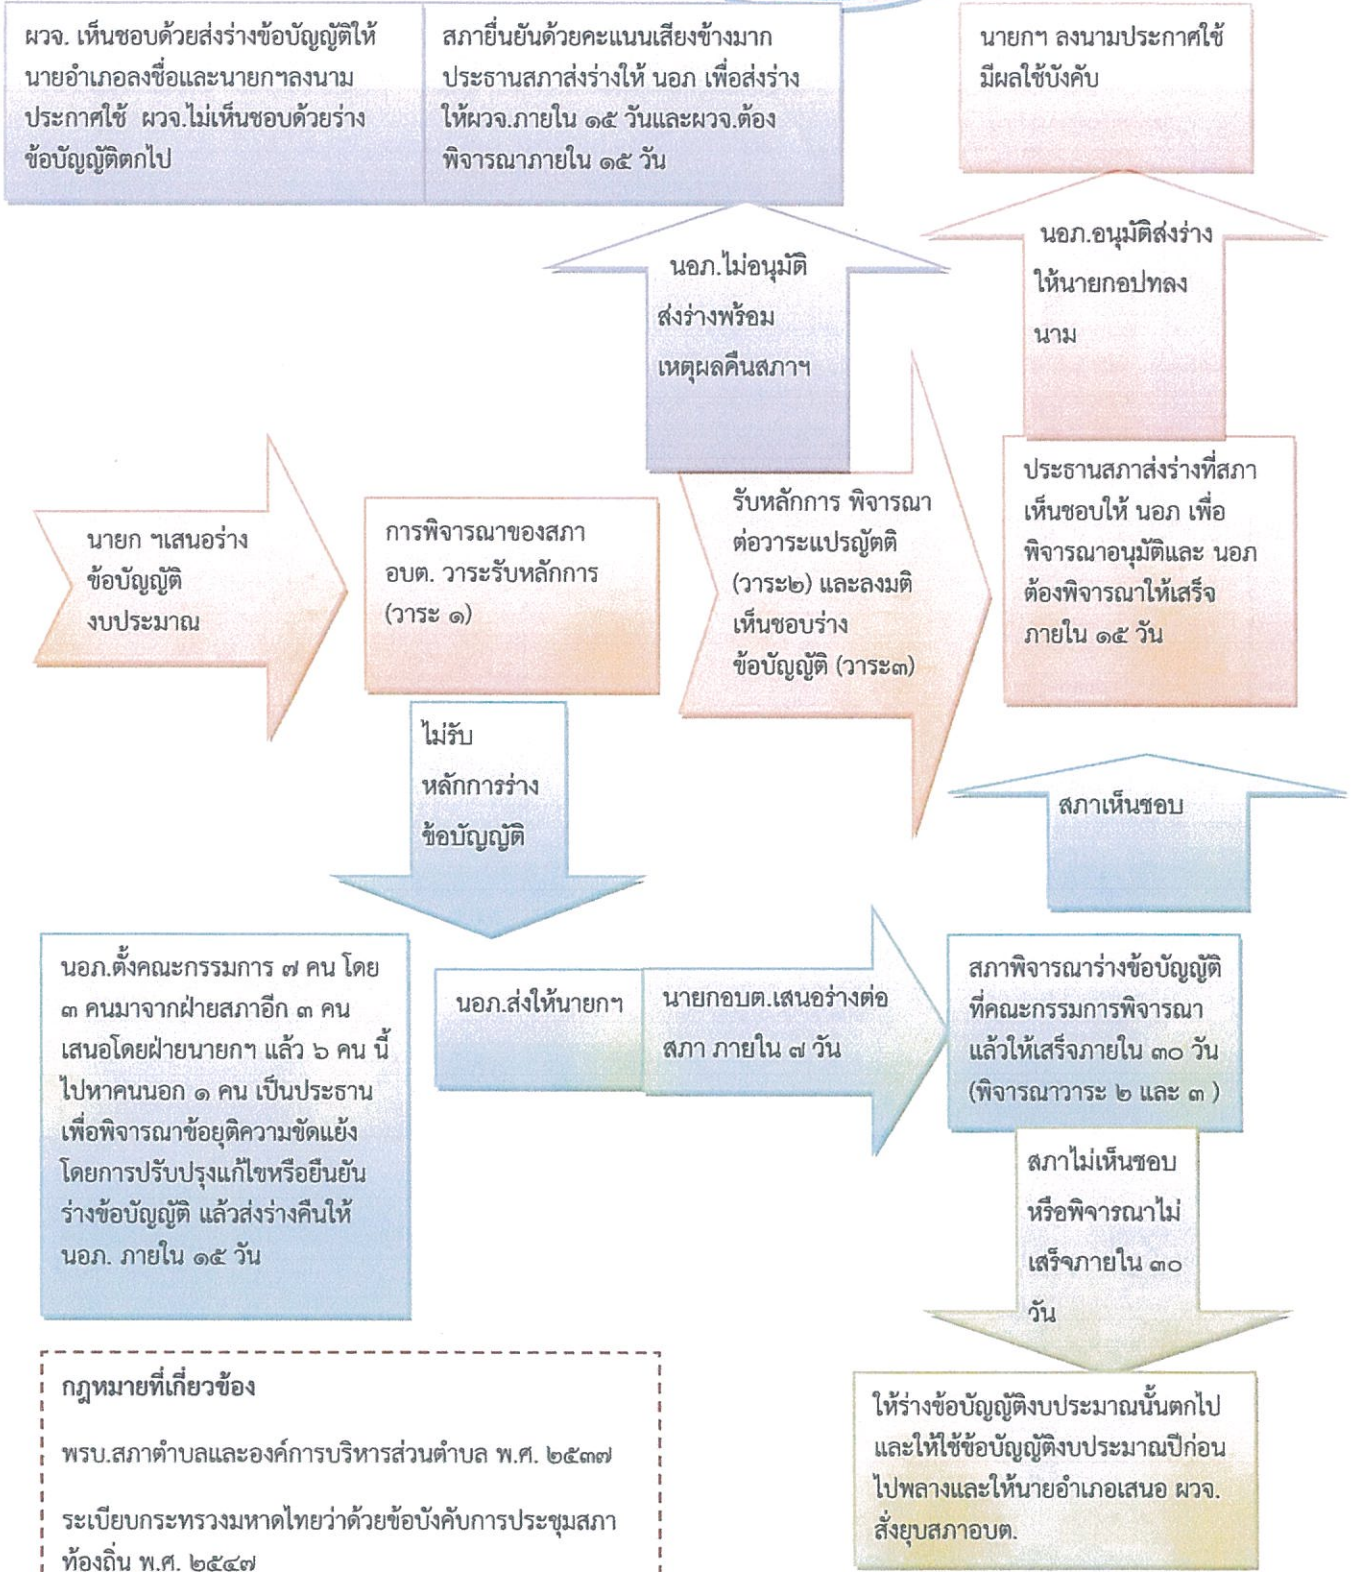 ผวจ. เห็นชอบด้วยส่งร่างข้อบัญญัติให้
นายอำเภอลงชื่อและนายกฯลงนาม
ประกาศใช้ ผวจ.ไม่เห็นชอบด้วยร่าง
ข้อบัญญัติตกไป
สภายื่นยันด้วยคะแนนเสียงข้างมาก
ประธานสภาส่งร่างให้ นอภ เพื่อส่งร่าง
ให้ผวจ.ภายใน ๑๕ วันและผวจ.ต้อง
พิจารณาภายใน ๑๕ วัน
นายกฯ ลงนามประกาศใช้
มีผลใช้บังคับ
นอภ.ไม่อนุมัติ
ส่งร่างพร้อม
เหตุผลคืนสภาฯ
นอภ.อนุมัติส่งร่าง
ให้นายกอปทลง
นาม
นายก ฯเสนอร่าง
ข้อบัญญัติ
งบประมาณ
การพิจารณาของสภา
อบต. วาระรับหลักการ
(วาระ ๑)
รับหลักการ พิจารณา
ต่อวาระแปรญัตติ
(วาระ๒) และลงมติ
เห็นชอบร่าง
ข้อบัญญัติ (วาระ๓)
ประธานสภาส่งร่างที่สภา
เห็นชอบให้ นอภ เพื่อ
พิจารณาอนุมัติและ นอภ
ต้องพิจารณาให้เสร็จ
ภายใน ๑๕ วัน
ไม่รับ
หลักการร่าง
ข้อบัญญัติ
สภาเห็นชอบ
นอภ.ตั้งคณะกรรมการ ๗ คน โดย
๓ คนมาจากฝ่ายสภาอีก ๓ คน
เสนอโดยฝ่ายนายกฯ แล้ว ๖ คน นี้
ไปหาคนนอก ๑ คน เป็นประธาน
เพื่อพิจารณาข้อยุติความขัดแย้ง
โดยการปรับปรุงแก้ไขหรือยืนยัน
ร่างข้อบัญญัติ แล้วส่งร่างคืนให้
นอภ. ภายใน ๑๕ วัน
นอภ.ส่งให้นายกฯ
นายกอบต.เสนอร่างต่อ
สภา ภายใน ๗ วัน
สภาพิจารณาร่างข้อบัญญัติ
ที่คณะกรรมการพิจารณา
แล้วให้เสร็จภายใน ๓๐ วัน
(พิจารณาวาระ ๒ และ ๓ )
สภาไม่เห็นชอบ
หรือพิจารณาไม่
เสร็จภายใน ๓๐
วัน
ให้ร่างข้อบัญญัติงบประมาณนั้นตกไป
และให้ใช้ข้อบัญญัติงบประมาณปีก่อน
ไปพลางและให้นายอำเภอเสนอ ผวจ.
สั่งยุบสภาอบต.
กฎหมายที่เกี่ยวข้อง
พรบ.สภาตำบลและองค์การบริหารส่วนตำบล พ.ศ. ๒๕๓๗
ระเบียบกระทรวงมหาดไทยว่าด้วยข้อบังคับการประชุมสภา
ท้องถิ่น พ.ศ. ๒๕๔๗